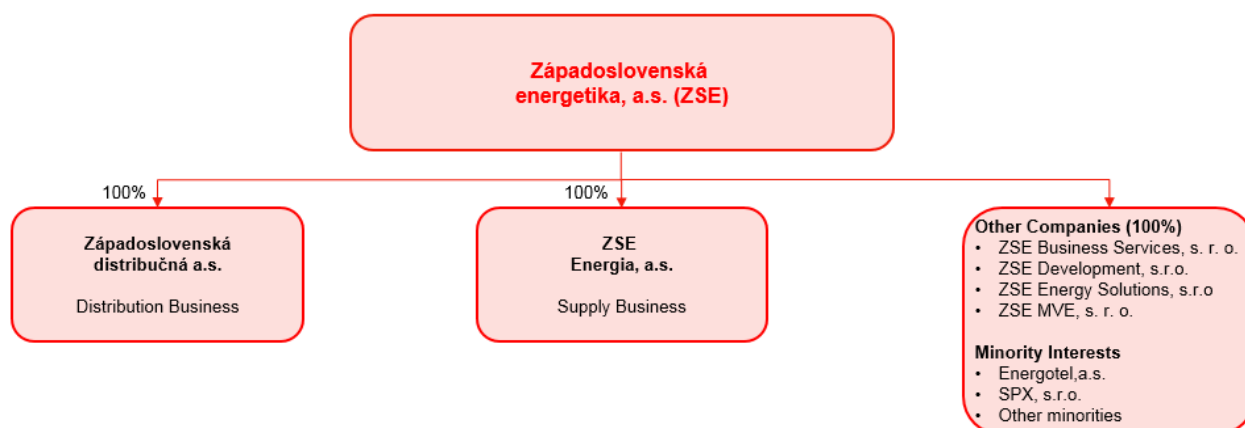 Západoslovenská
energetika, a.s. (ZSE)
100%
100%
Západoslovenská
distribučná a.s.
Distribution Business
ZSE
Energia, a.s.
Supply Business
Other Companies (100%)
• ZSE Business Services, s. r. o.
• ZSE Development, s.r.o.
• ZSE Energy Solutions, s.r.o
• ZSE MVE, s. r. o.
Minority Interests
• Energotel,a.s.
• SPX, s.r.o.
• Other minorities